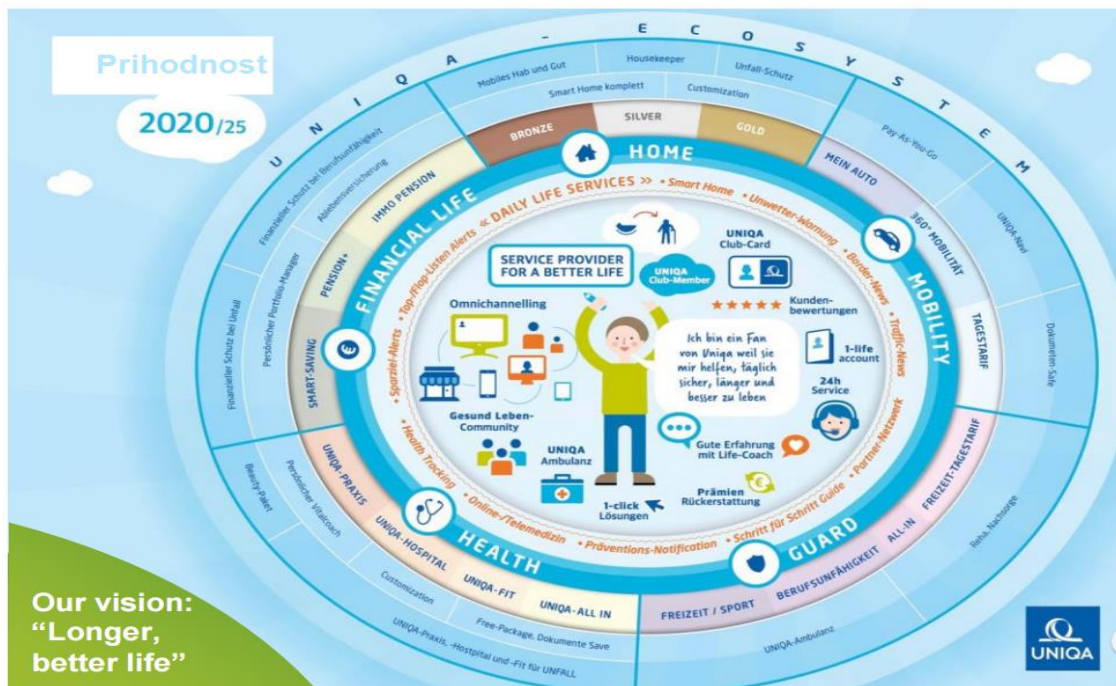 Prihodnost
2020/25
UNIQA-ECOSYSTEM
Mobiles Hab und Gut
Housekeeper
Unfall-Schutz
Smart Home komplett
Customization
Pay-As-You-Go
UNIQA-Navi
Dokumeten-Safe
Reha, Nachsorge
UNIQA-Ambulanz
UNIQA-Praxis, -Hostpital und -Fit für UNFALL
Free-Package, Dokumente Save
Customization
Persönlicher Vitalcoach
Beauty-Paket
Finanzieller Schutz bei Unfall
Persönlicher Portfolio-Manager
Finanzieller Schutz bei Berufsunfähigkeit
Ablebensversicherung
BRONZE
SILVER
GOLD
MEIN AUTO
360° MOBILITÄT
TAGESTARIF
FREIZEIT-TAGESTARIF
ALL-IN
BERUFSUNFÄHIGKEIT
FREIZEIT / SPORT
UNIQA-ALL IN
UNIQA-FIT
UNIQA-HOSPITAL
UNIQA-PRAXIS
SMART-SAVING
PENSION+
IMMO PENSION
HOME
MOBILITY
GUARD
HEALTH
FINANCIAL LIFE
« DAILY LIFE SERVICES »
• Smart Home
• Unwetter-Warnung
• Border-News
• Traffic-News
• Partner-Netzwerk
• Schritt für Schritt Guide
• Präventions-Notification
• Online-/Telemedizin
• Health Tracking
• Sparziel-Alerts
• Top-/Flop-Listen Alerts
SERVICE PROVIDER
FOR A BETTER LIFE
UNIQA
Club-Member
UNIQA
Club-Card
Kunden-
bewertungen
Omnichannelling
Ich bin ein Fan
von Uniqa weil sie
mir helfen, täglich
sicher, länger und
besser zu leben
1-life
account
24h
Service
Gesund Leben-
Community
UNIQA
Ambulanz
Gute Erfahrung
mit Life-Coach
Prämien
Rückerstattung
1-click
Lösungen
Our vision:
“Longer,
better life”
UNIQA